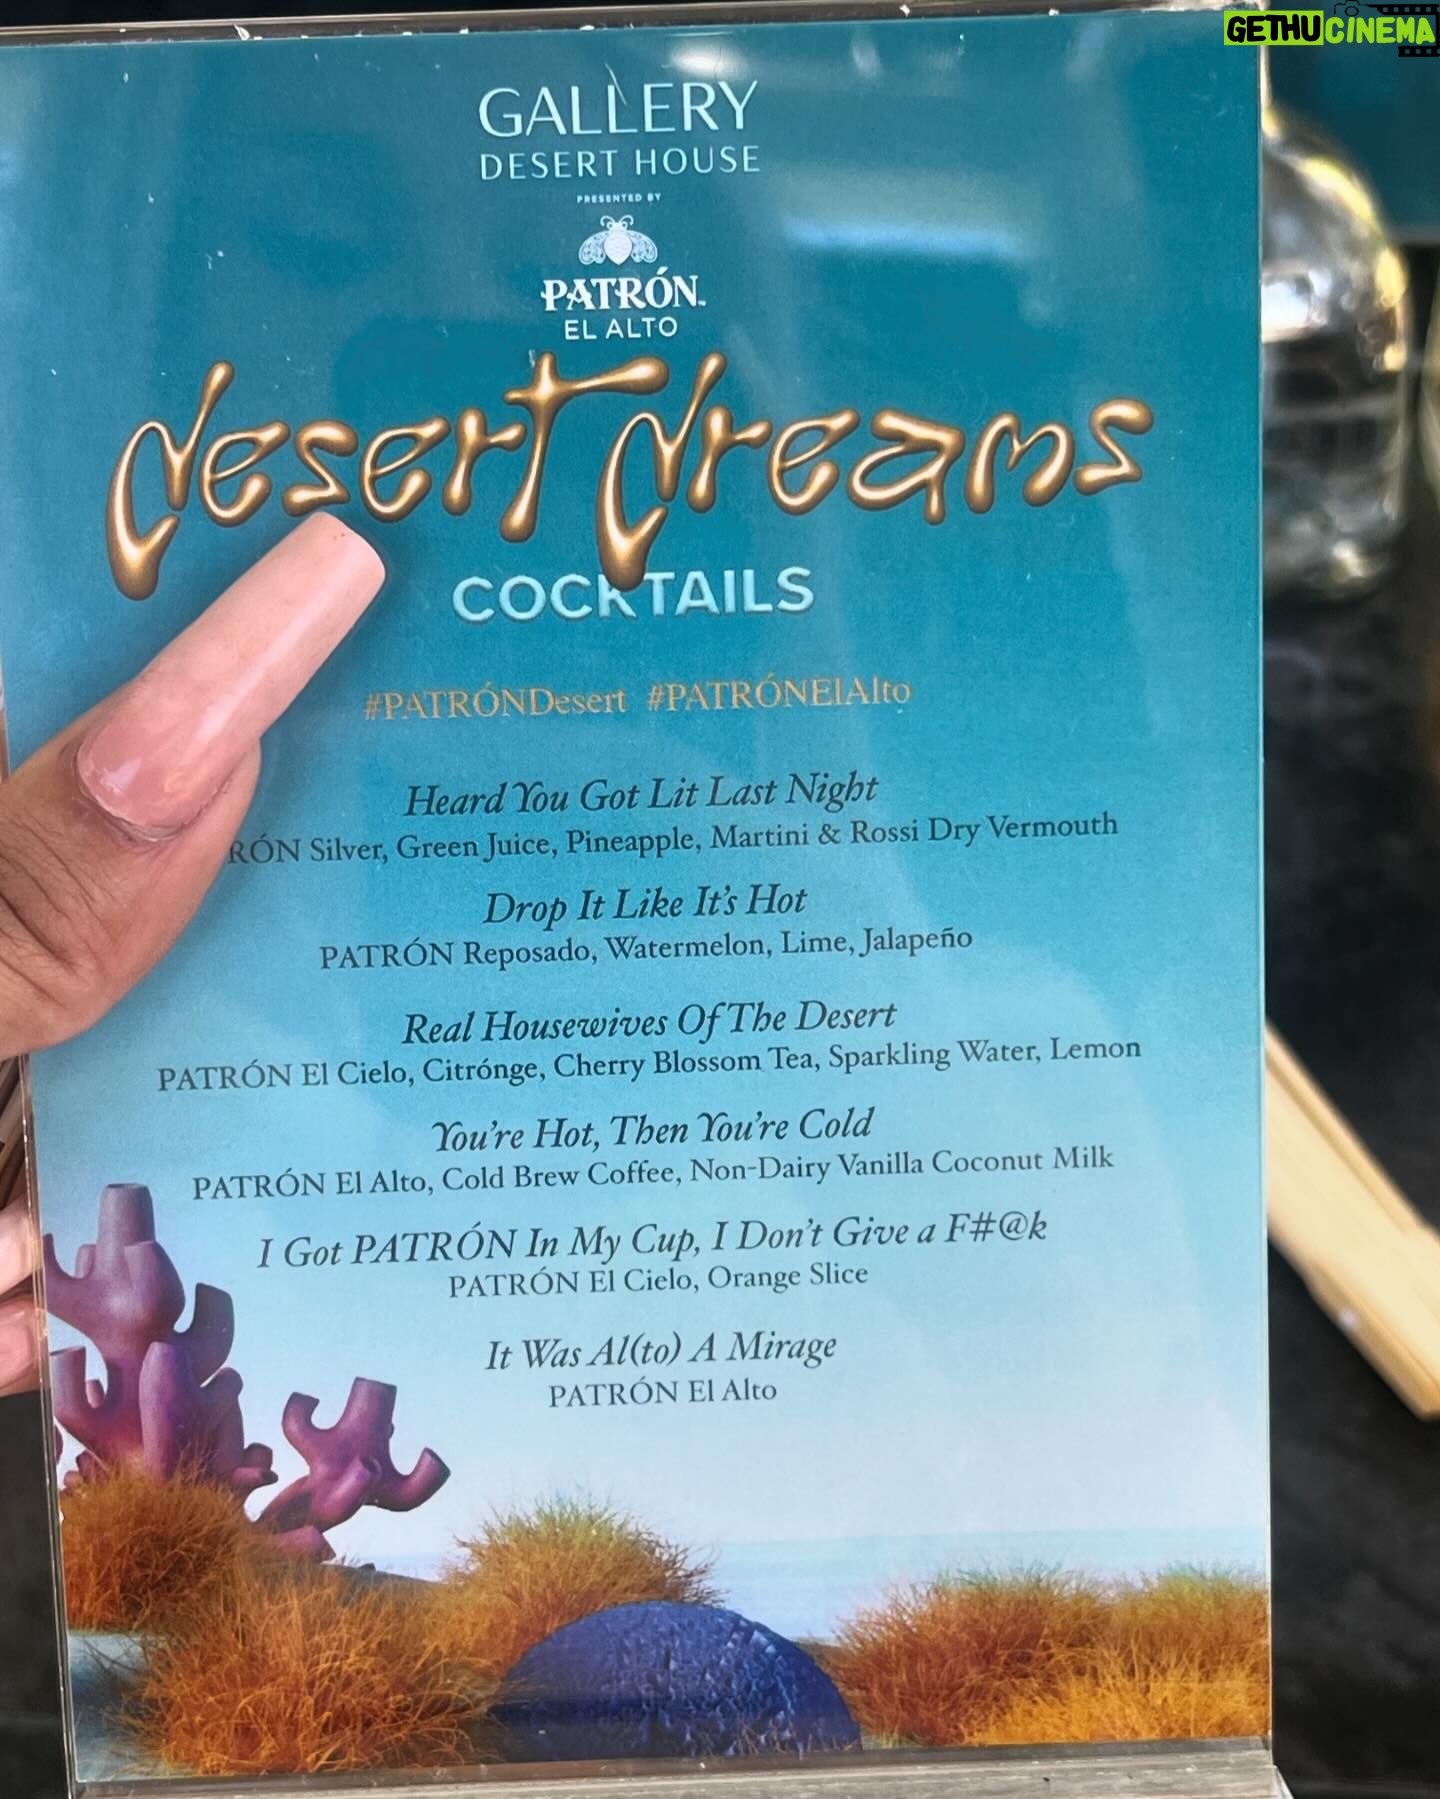 GETHUCINEMA
GALLERY
DESERT HOUSE
PRESENTED BY
PATRÓN
EL ALTO
desert dreams
COCKTAILS
#PATRÓNDesert #PATRÓNElAlto
Heard You Got Lit Last Night
RÓN Silver, Green Juice, Pineapple, Martini & Rossi Dry Vermouth
Drop It Like It's Hot
PATRÓN Reposado, Watermelon, Lime, Jalapeño
Real Housewives Of The Desert
PATRÓN El Cielo, Citrónge, Cherry Blossom Tea, Sparkling Water, Lemon
You're Hot, Then You're Cold
PATRÓN El Alto, Cold Brew Coffee, Non-Dairy Vanilla Coconut Milk
I Got PATRÓN In My Cup, I Don't Give a F#@k
PATRÓN El Cielo, Orange Slice
It Was Al(to) A Mirage
PATRÓN El Alto